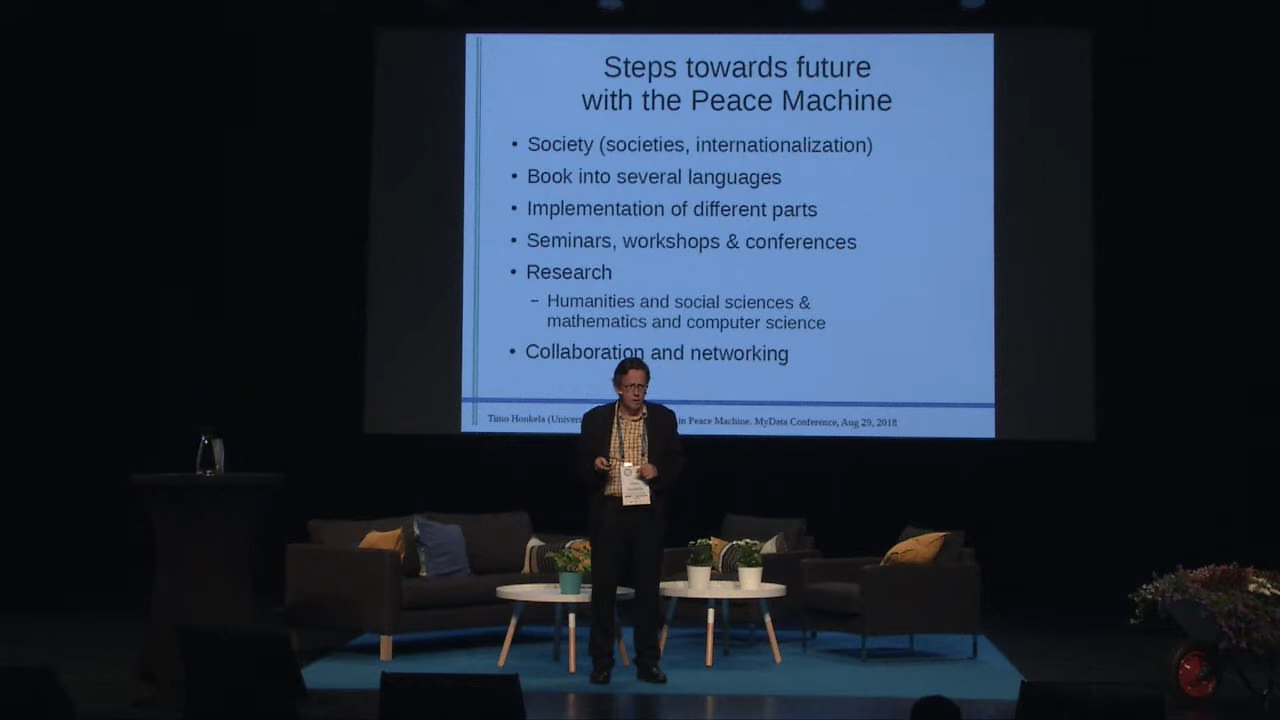 Steps towards future
with the Peace Machine
• Society (societies, internationalization)
• Book into several languages
• Implementation of different parts
• Seminars, workshops & conferences
• Research
– Humanities and social sciences &
mathematics and computer science
• Collaboration and networking
Timo Honkela (Univers in Peace Machine. MyData Conference, Aug 29, 2018